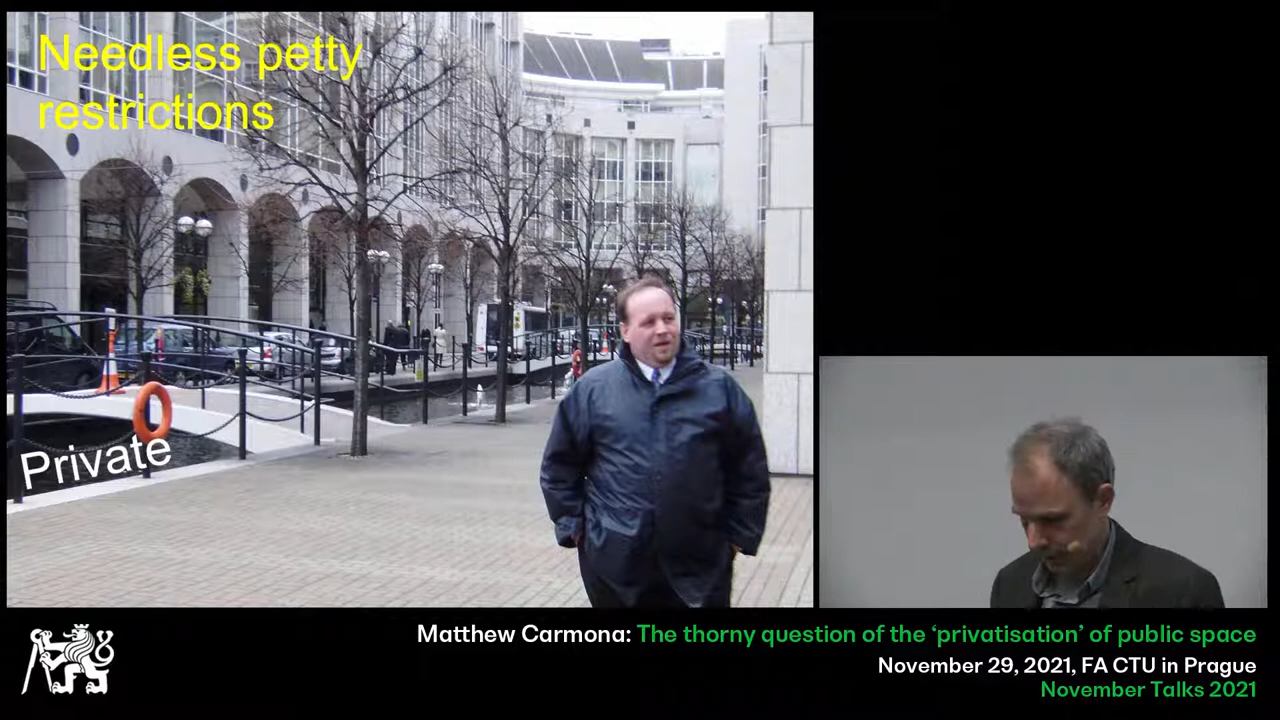 Needless petty
restrictions
Private
Matthew Carmona: The thorny question of the ‘privatisation’ of public space
November 29, 2021, FA CTU in Prague
November Talks 2021